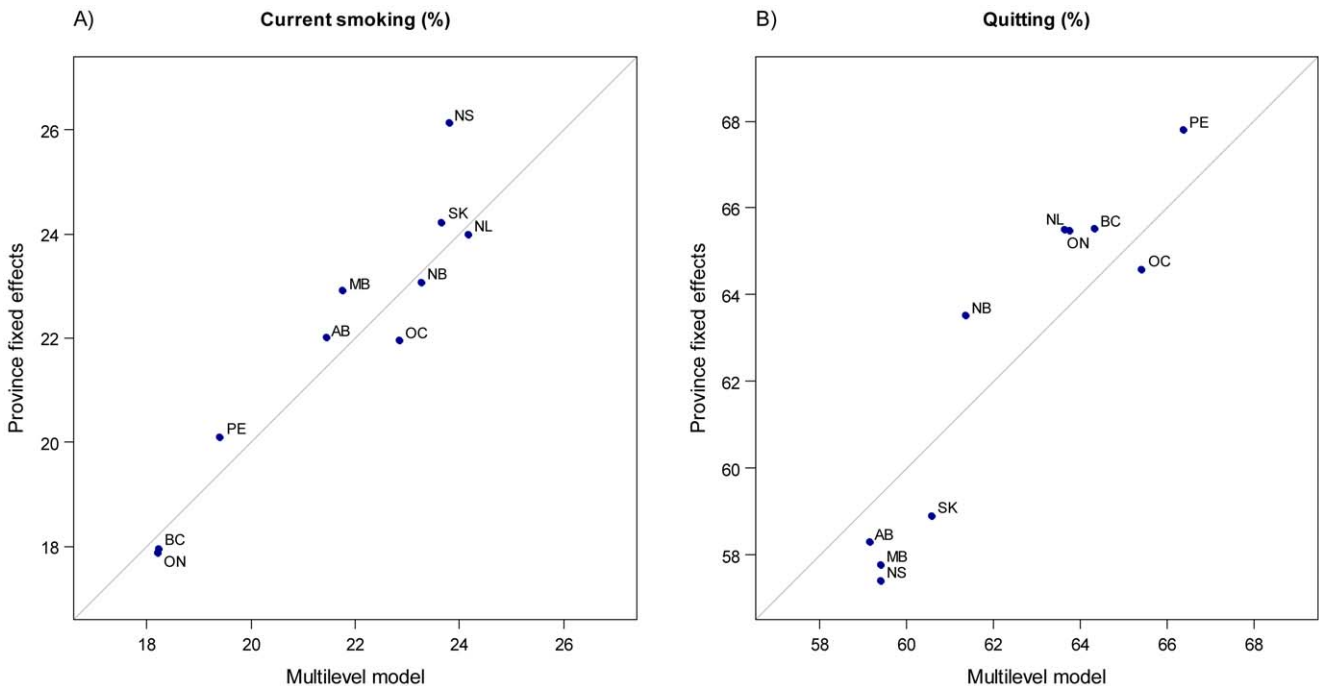 A) Current smoking (%)
Province fixed effects
26
24
22
20
18
NS
SK
NL
NB
MB
OC
AB
PE
BC
ON
18 20 22 24 26
Multilevel model
B) Quitting (%)
Province fixed effects
68
66
64
62
60
58
PE
NL
BC
ON
OC
NB
SK
AB
MB
NS
58 60 62 64 66 68
Multilevel model